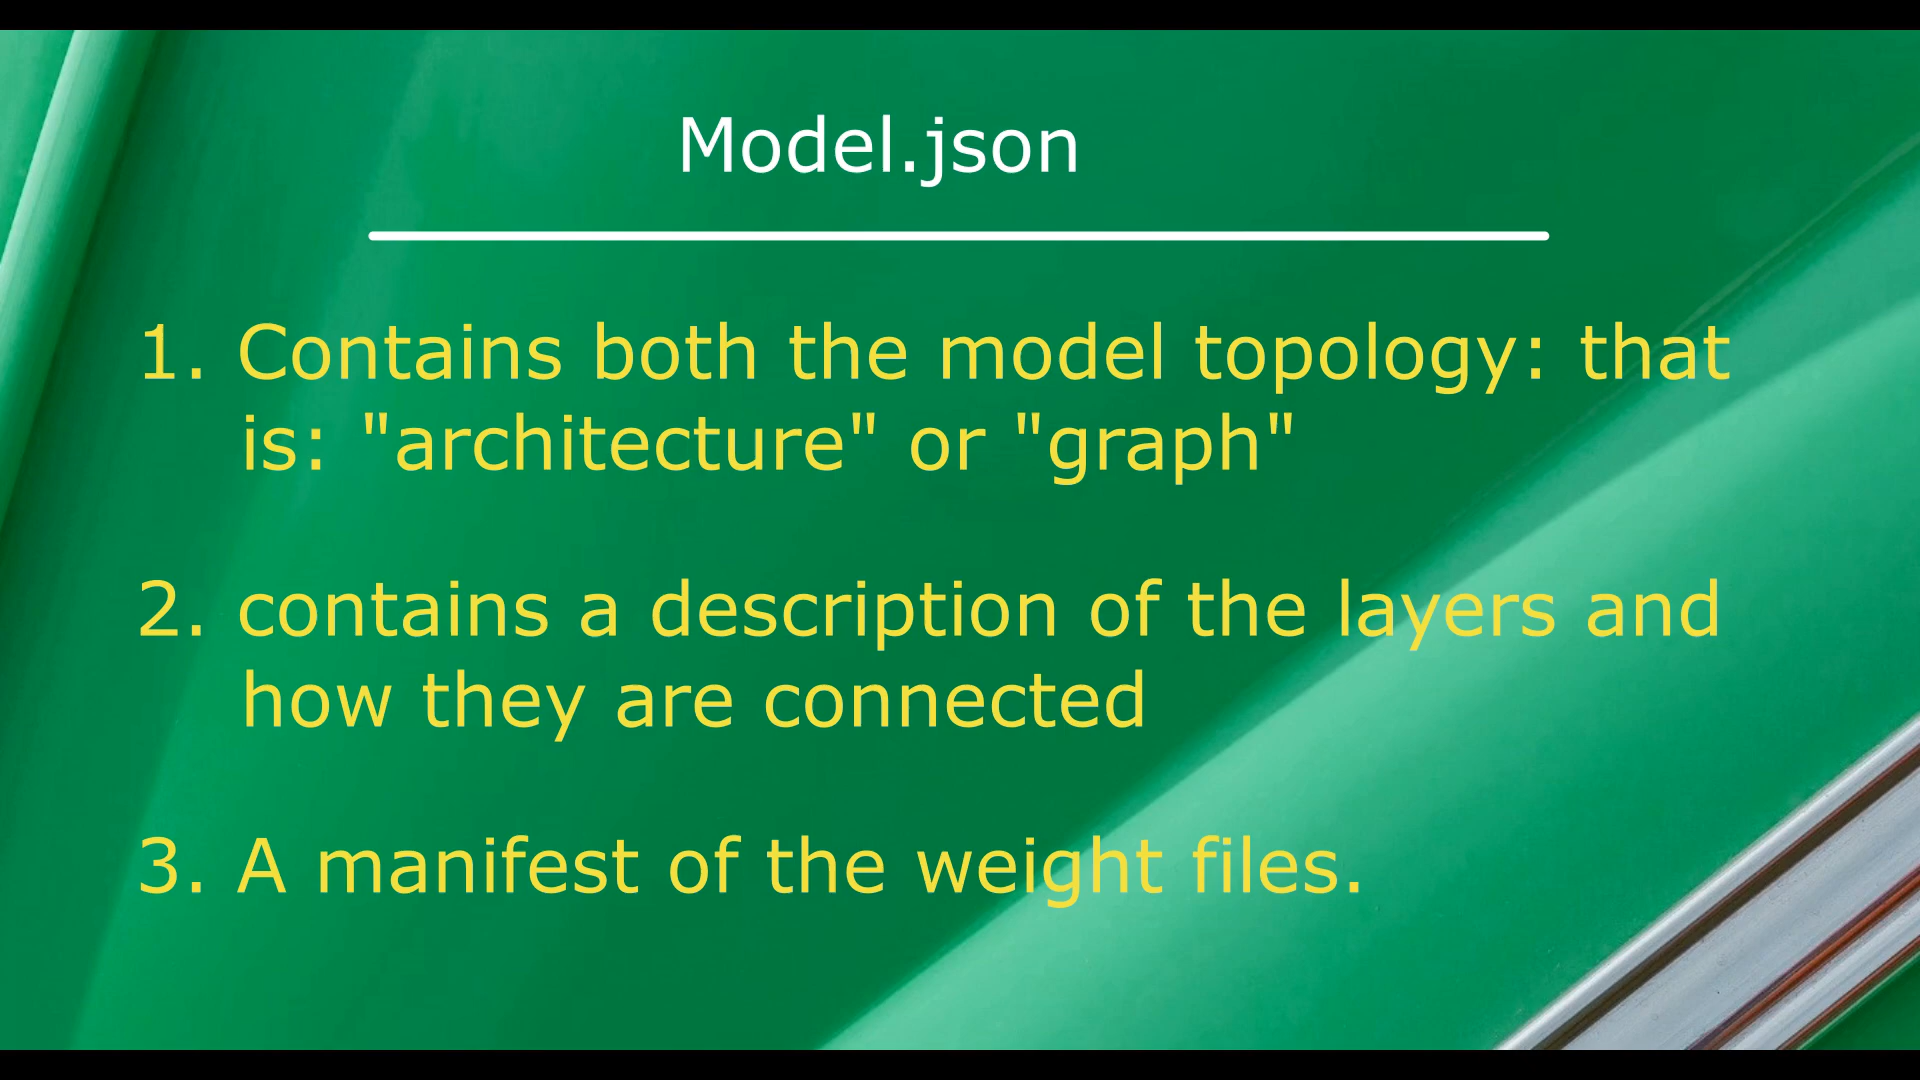 Model.json
1. Contains both the model topology: that
is: "architecture" or "graph"
2. contains a description of the layers and
how they are connected
3. A manifest of the weight files.